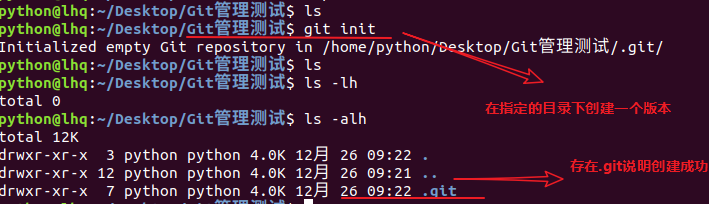 python@lhq:~/Desktop/Git管理测试$ ls
python@lhq:~/Desktop/Git管理测试$ git init
Initialized empty Git repository in /home/python/Desktop/Git管理测试/.git/
python@lhq:~/Desktop/Git管理测试$ ls
python@lhq:~/Desktop/Git管理测试$ ls -lh
total 0
在指定的目录下创建一个版本
python@lhq:~/Desktop/Git管理测试$ ls -alh
total 12K
drwxr-xr-x  3 python python 4.0K 12月 26 09:22 .
drwxr-xr-x 12 python python 4.0K 12月 26 09:21 ..
存在.git说明创建成功
drwxr-xr-x  7 python python 4.0K 12月 26 09:22 .git